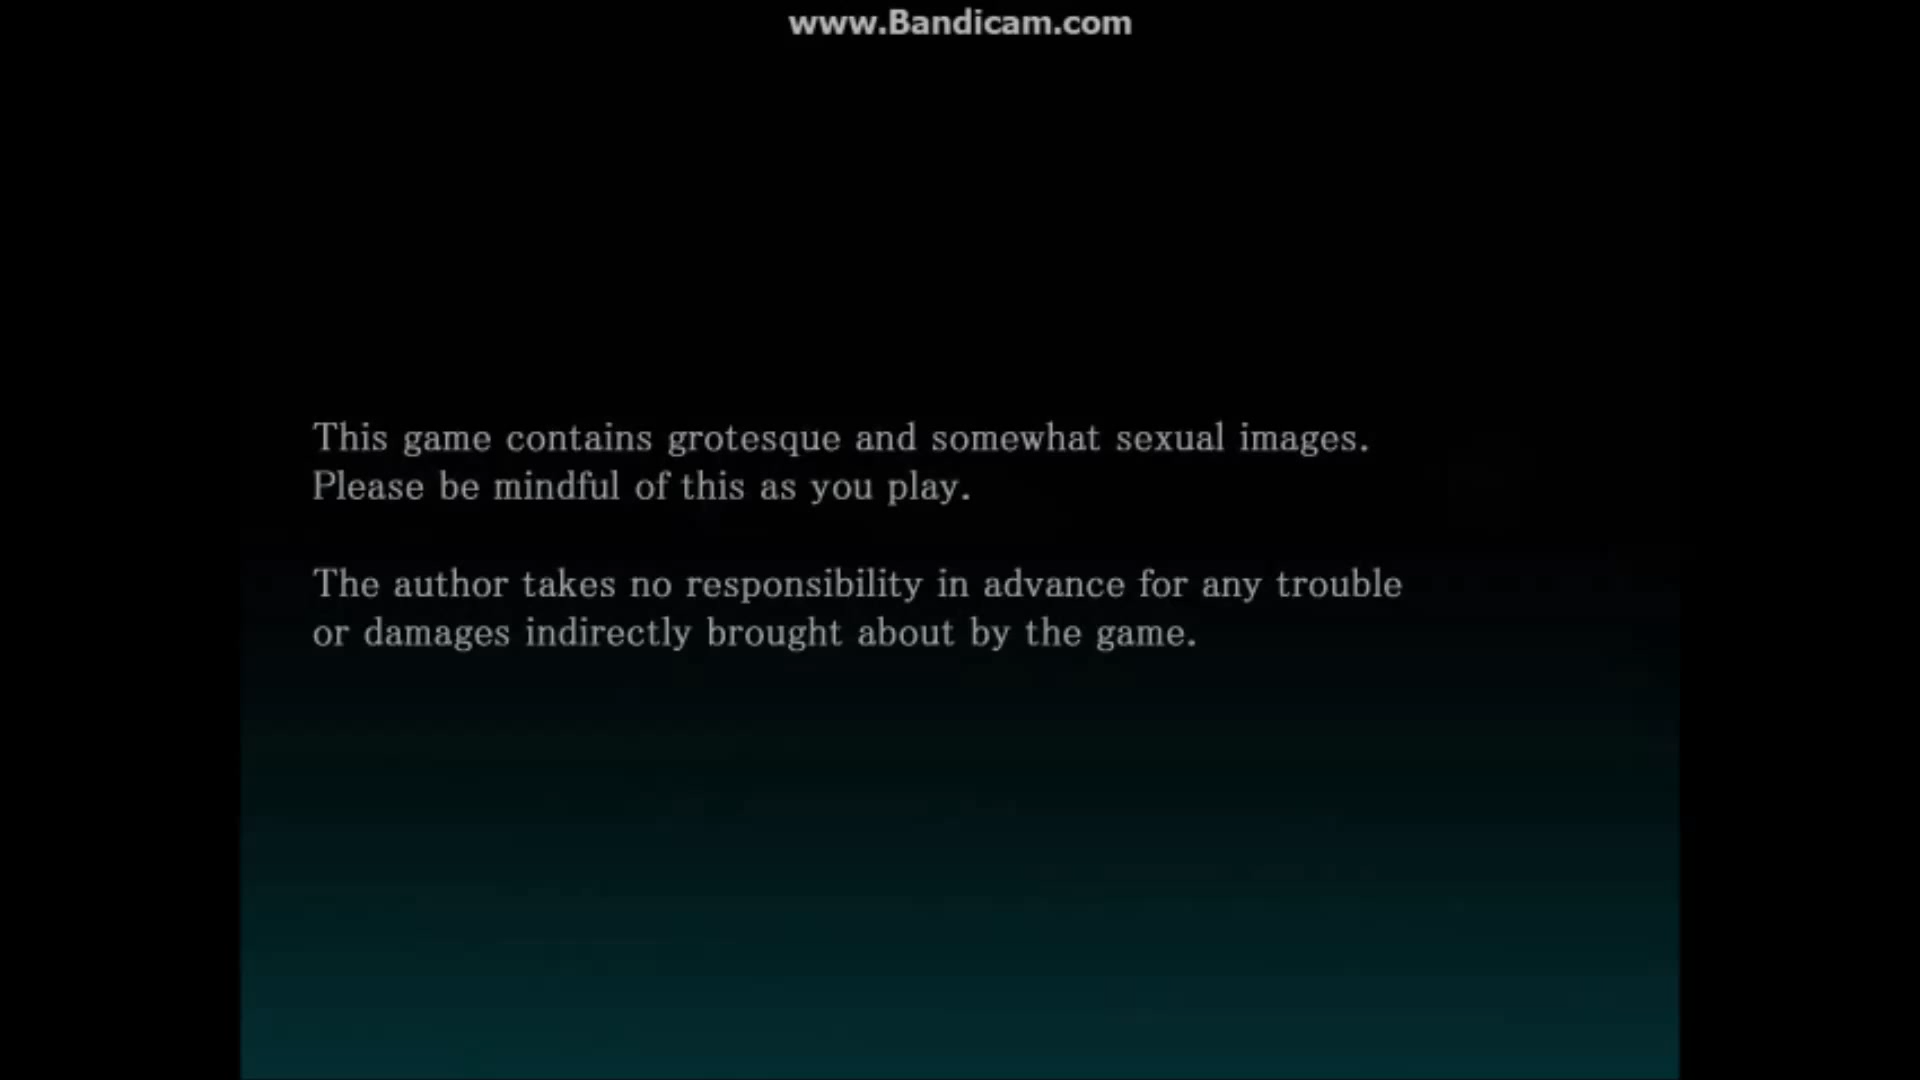 www.Bandicam.com
This game contains grotesque and somewhat sexual images.
Please be mindful of this as you play.
The author takes no responsibility in advance for any trouble
or damages indirectly brought about by the game.